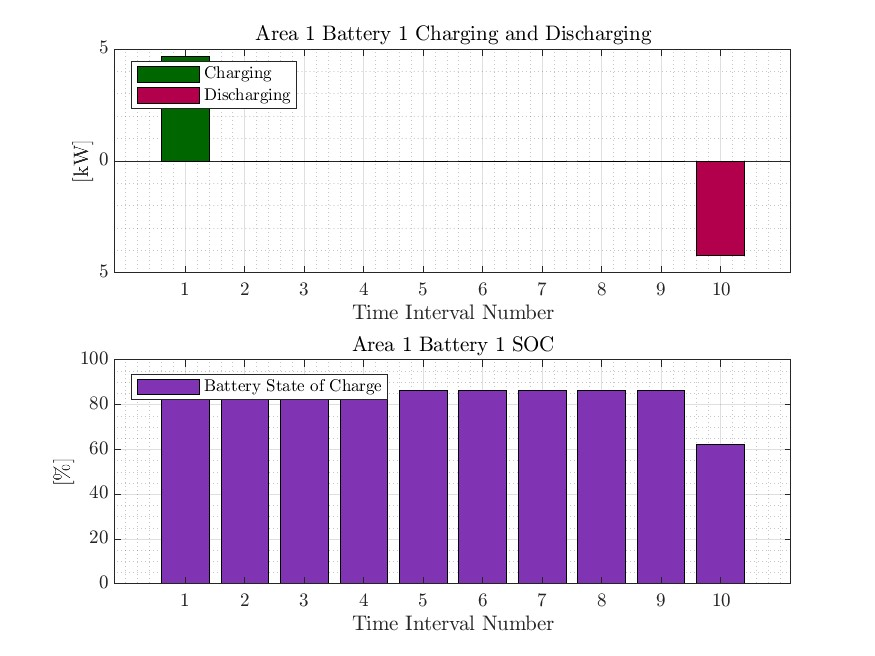 Area 1 Battery 1 Charging and Discharging
5
Charging
Discharging
[kW]
0
5
1 2 3 4 5 6 7 8 9 10
Time Interval Number
Area 1 Battery 1 SOC
100
Battery State of Charge
80
60
[%]
40
20
0
1 2 3 4 5 6 7 8 9 10
Time Interval Number